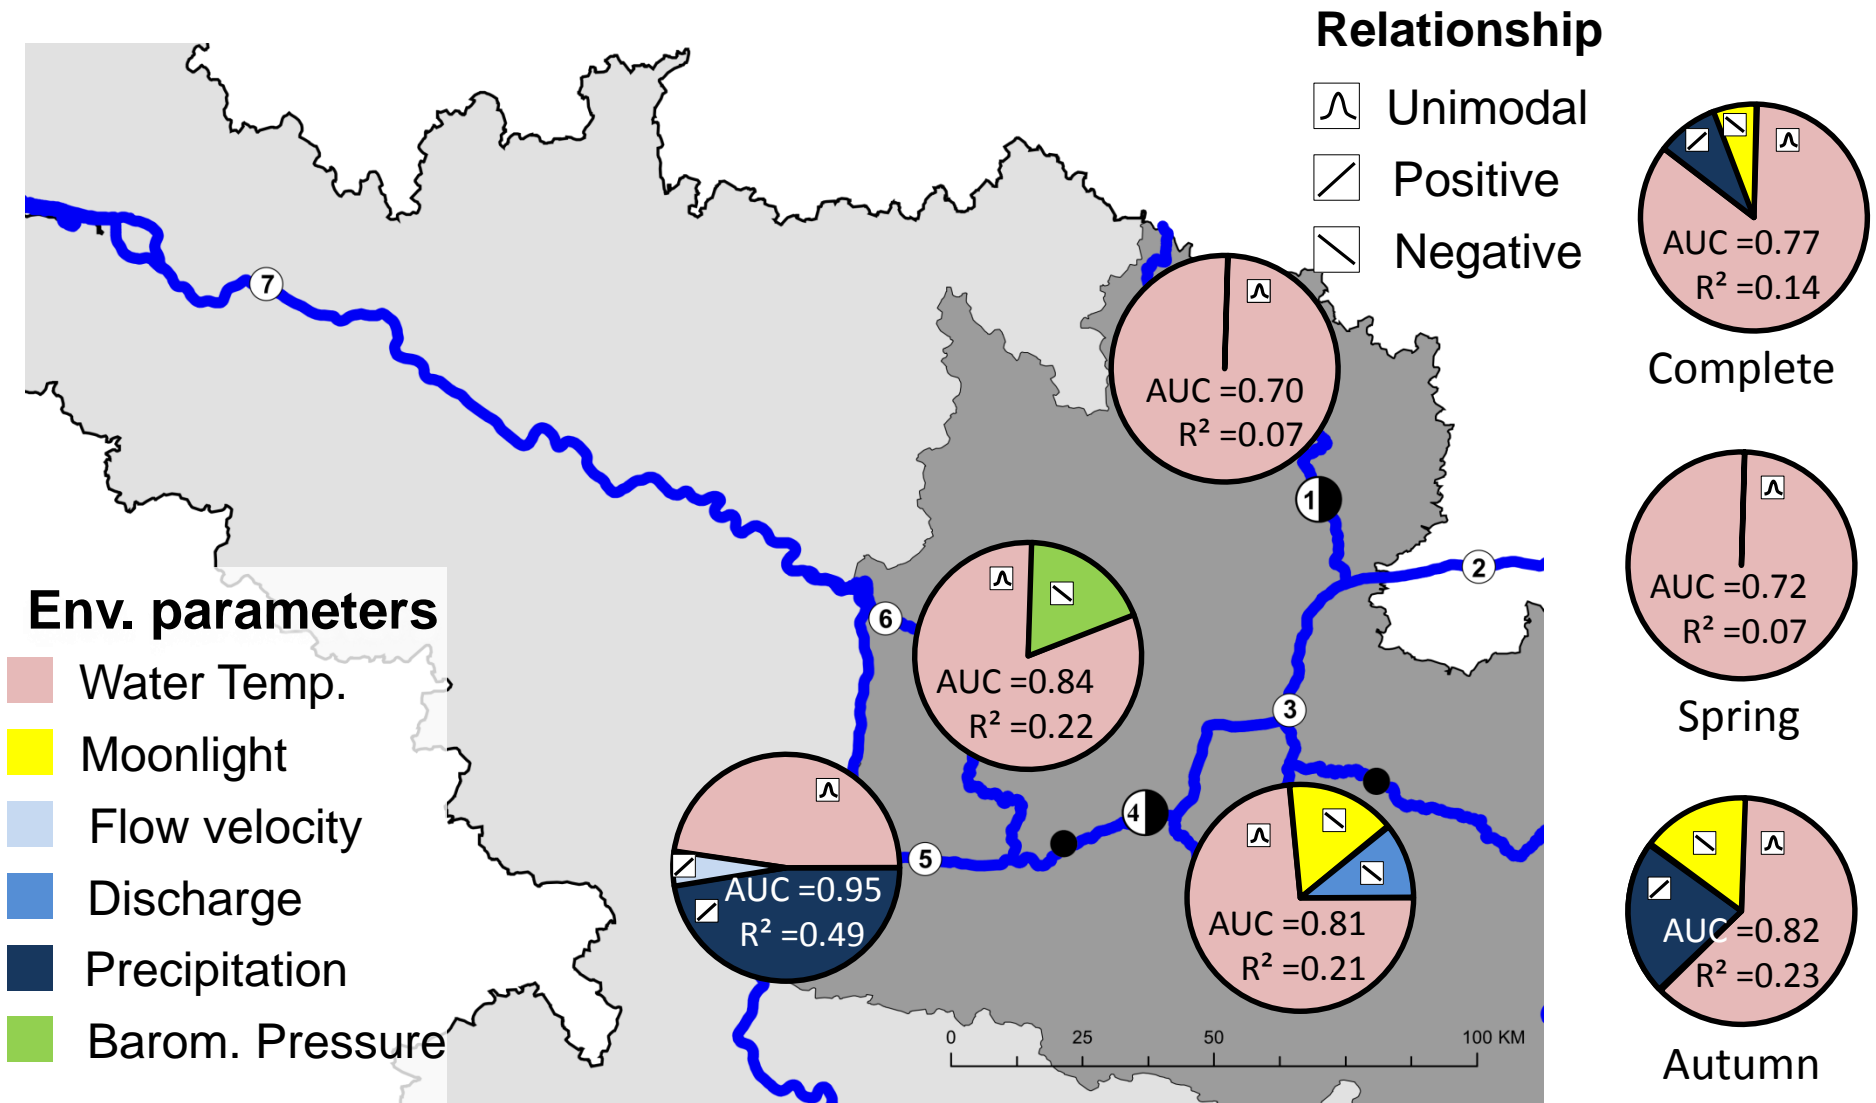 Relationship
Unimodal
Positive
Negative
AUC =0.77
R² =0.14
Complete
7
AUC =0.70
R² =0.07
1
2
AUC =0.72
R² =0.07
Spring
Env. parameters
Water Temp.
Moonlight
Flow velocity
Discharge
Precipitation
Barom. Pressure
6
AUC =0.84
R² =0.22
3
4
5
AUC =0.95
R² =0.49
AUC =0.81
R² =0.21
AUC =0.82
R² =0.23
Autumn
0 25 50 100 KM